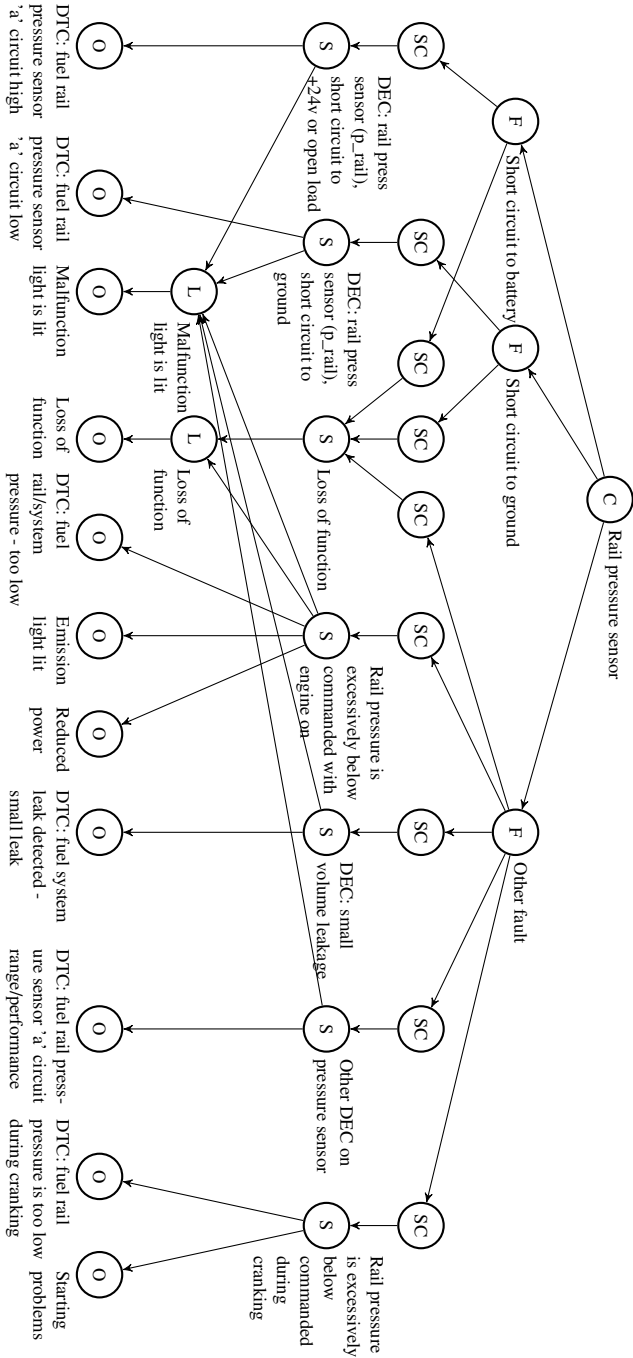 C
Rail pressure sensor
F
Short circuit to battery
F
Short circuit to ground
F
Other fault
SC
SC
SC
SC
SC
SC
SC
SC
SC
S
DEC: rail press
sensor (p_rail),
short circuit to
+24v or open load
S
DEC: rail press
sensor (p_rail),
short circuit to
ground
S
Loss of function
S
Rail pressure is
excessively below
commanded with
engine on
S
DEC: small
volume leakage
S
Other DEC on
pressure sensor
S
Rail pressure
is excessively
below
commanded
during
cranking
L
Malfunction
light is lit
L
Loss of
function
O
DTC: fuel rail
pressure sensor
'a' circuit high
O
DTC: fuel rail
pressure sensor
'a' circuit low
O
Malfunction
light is lit
O
Loss of
function
O
DTC: fuel
rail/system
pressure - too low
O
Emission
light lit
O
Reduced
power
O
DTC: fuel system
leak detected -
small leak
O
DTC: fuel rail press-
ure sensor 'a' circuit
range/performance
O
DTC: fuel rail
pressure is too low
during cranking
O
Starting
problems